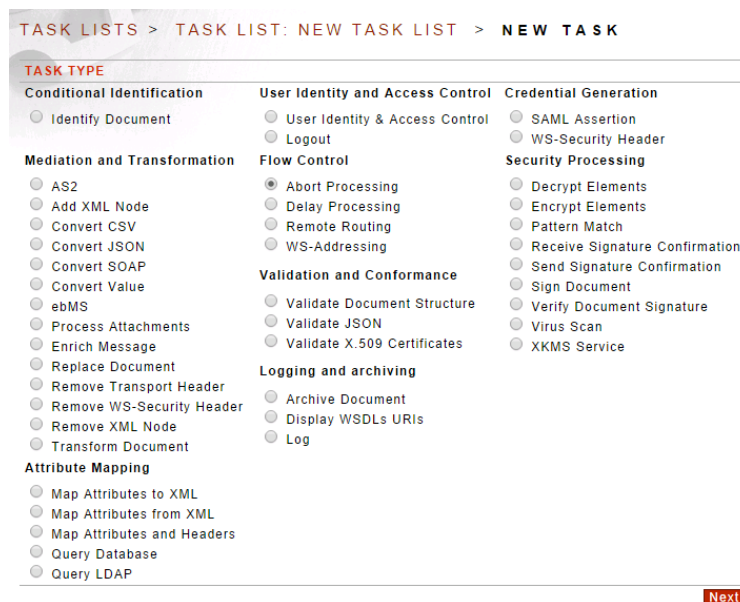 TASK LISTS > TASK LIST: NEW TASK LIST > NEW TASK
TASK TYPE
Conditional Identification
Identify Document
User Identity and Access Control
User Identity & Access Control
Logout
Credential Generation
SAML Assertion
WS-Security Header
Mediation and Transformation
AS2
Add XML Node
Convert CSV
Convert JSON
Convert SOAP
Convert Value
ebMS
Process Attachments
Enrich Message
Replace Document
Remove Transport Header
Remove WS-Security Header
Remove XML Node
Transform Document
Flow Control
Abort Processing
Delay Processing
Remote Routing
WS-Addressing
Validation and Conformance
Validate Document Structure
Validate JSON
Validate X.509 Certificates
Logging and archiving
Archive Document
Display WSDLs URIs
Log
Security Processing
Decrypt Elements
Encrypt Elements
Pattern Match
Receive Signature Confirmation
Send Signature Confirmation
Sign Document
Verify Document Signature
Virus Scan
XKMS Service
Attribute Mapping
Map Attributes to XML
Map Attributes from XML
Map Attributes and Headers
Query Database
Query LDAP
Next